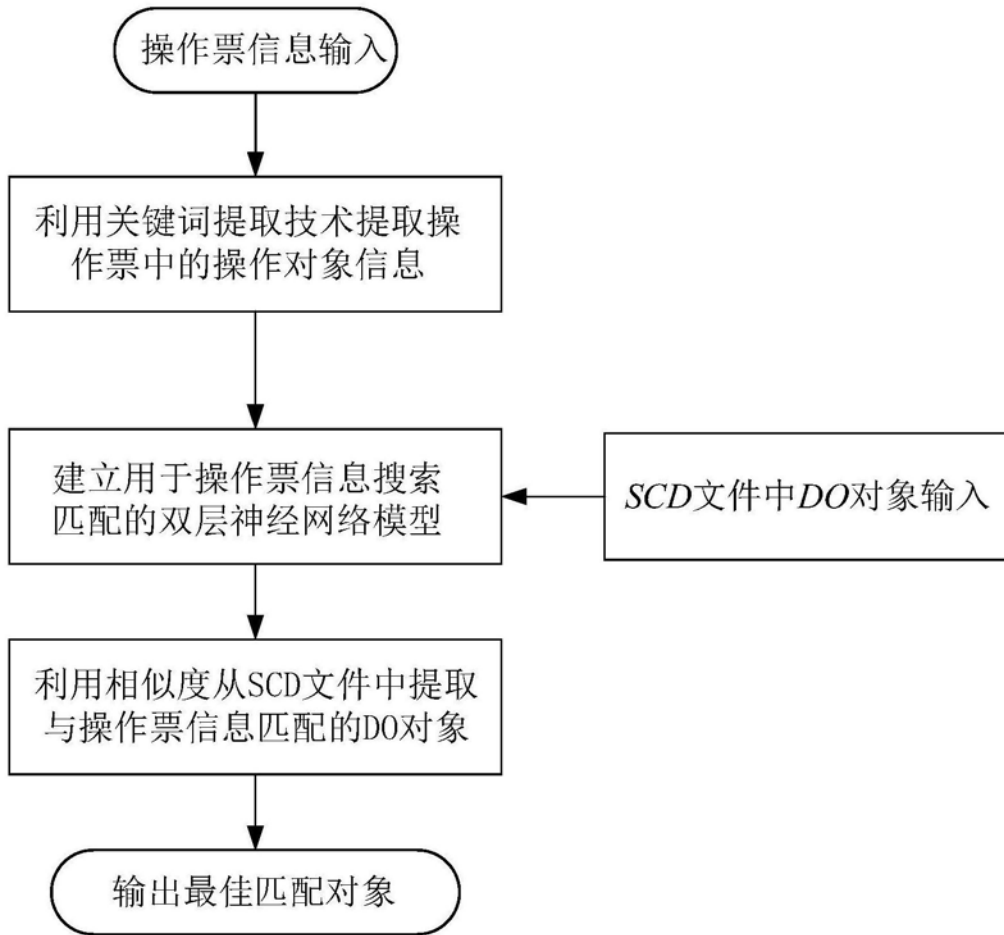 操作票信息输入
利用关键词提取技术提取操
作票中的操作对象信息
建立用于操作票信息搜索
匹配的双层神经网络模型
SCD文件中DO对象输入
利用相似度从SCD文件中提取
与操作票信息匹配的DO对象
输出最佳匹配对象